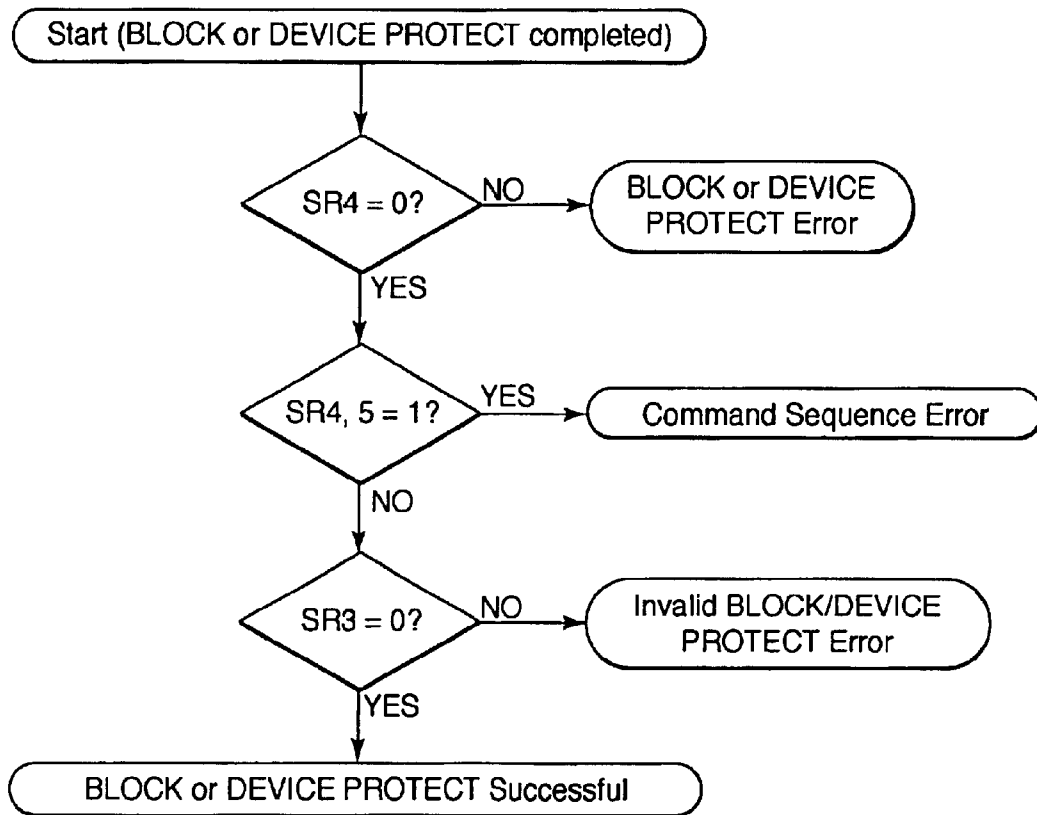 Start (BLOCK or DEVICE PROTECT completed)
SR4 = 0?
NO
BLOCK or DEVICE
PROTECT Error
YES
SR4, 5 = 1?
YES
Command Sequence Error
NO
SR3 = 0?
NO
Invalid BLOCK/DEVICE
PROTECT Error
YES
BLOCK or DEVICE PROTECT Successful